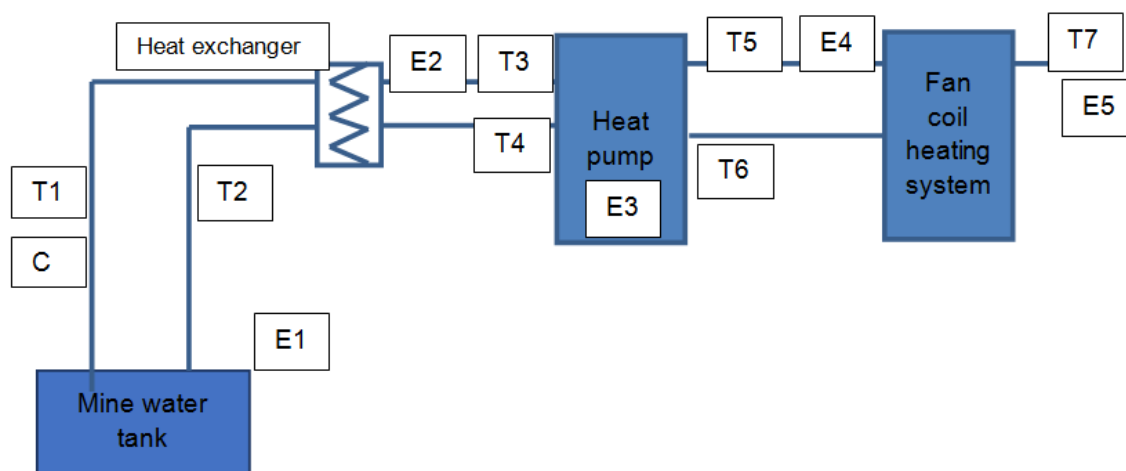 Heat exchanger
E2
T3
T5
E4
T7
E5
Fan
coil
heating
system
Heat
pump
E3
T4
T6
T1
T2
C
E1
Mine water
tank